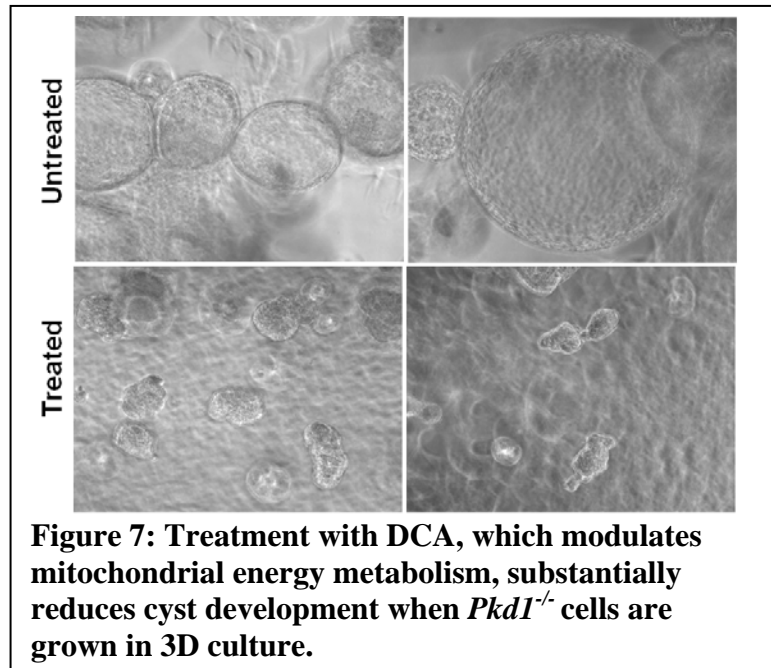 Untreated
Treated
Figure 7: Treatment with DCA, which modulates
mitochondrial energy metabolism, substantially
reduces cyst development when Pkd1-/- cells are
grown in 3D culture.